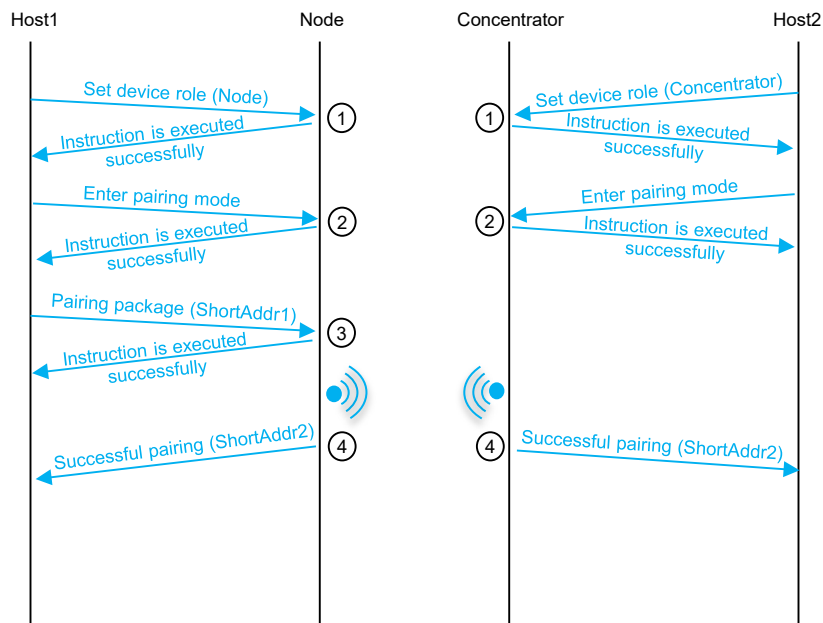 Host1
Node
Concentrator
Host2
Set device role (Node)
1
Instruction is executed
successfully
1
Set device role (Concentrator)
Instruction is executed
successfully
Enter pairing mode
2
Instruction is executed
successfully
2
Enter pairing mode
Instruction is executed
successfully
Pairing package (ShortAddr1)
3
Instruction is executed
successfully
Successful pairing (ShortAddr2)
4
4
Successful pairing (ShortAddr2)